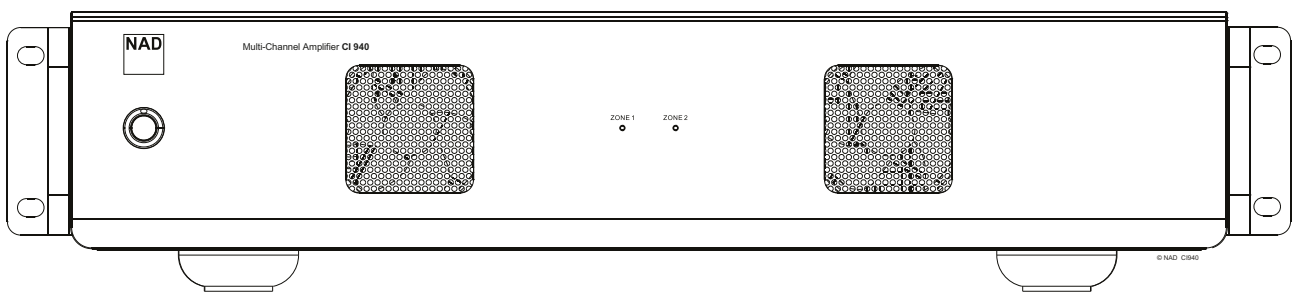 NAD
Multi-Channel Amplifier CI 940
ZONE 1 ZONE 2
© NAD CI940